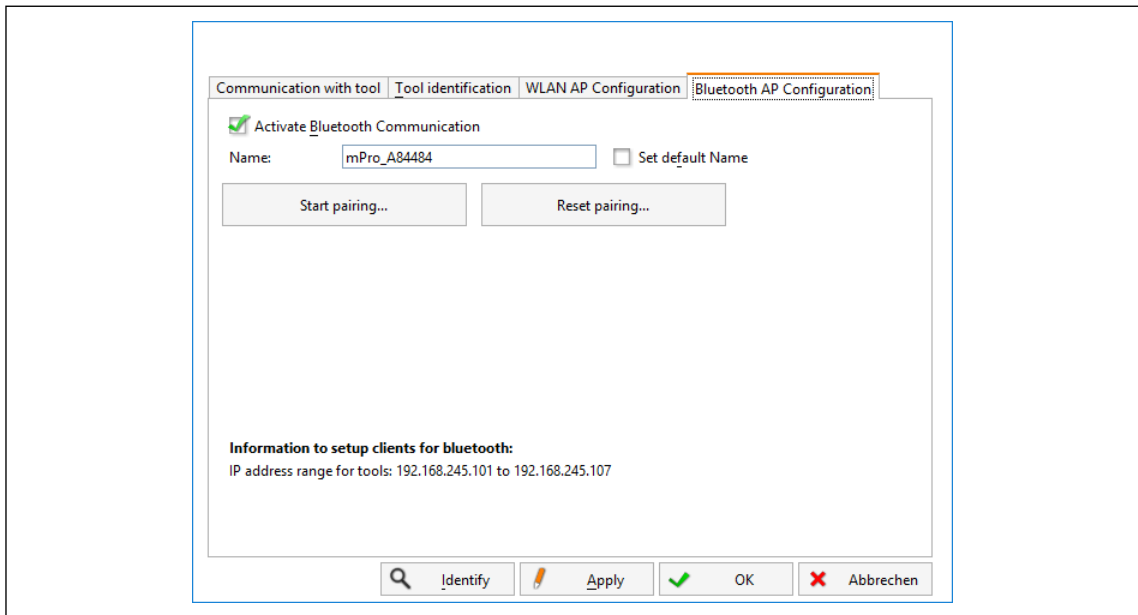 Communication with tool Tool identification WLAN AP Configuration Bluetooth AP Configuration
Activate Bluetooth Communication
Name: mPro_A84484 Set default Name
Start pairing... Reset pairing...
Information to setup clients for bluetooth:
IP address range for tools: 192.168.245.101 to 192.168.245.107
Identify Apply OK Abbrechen